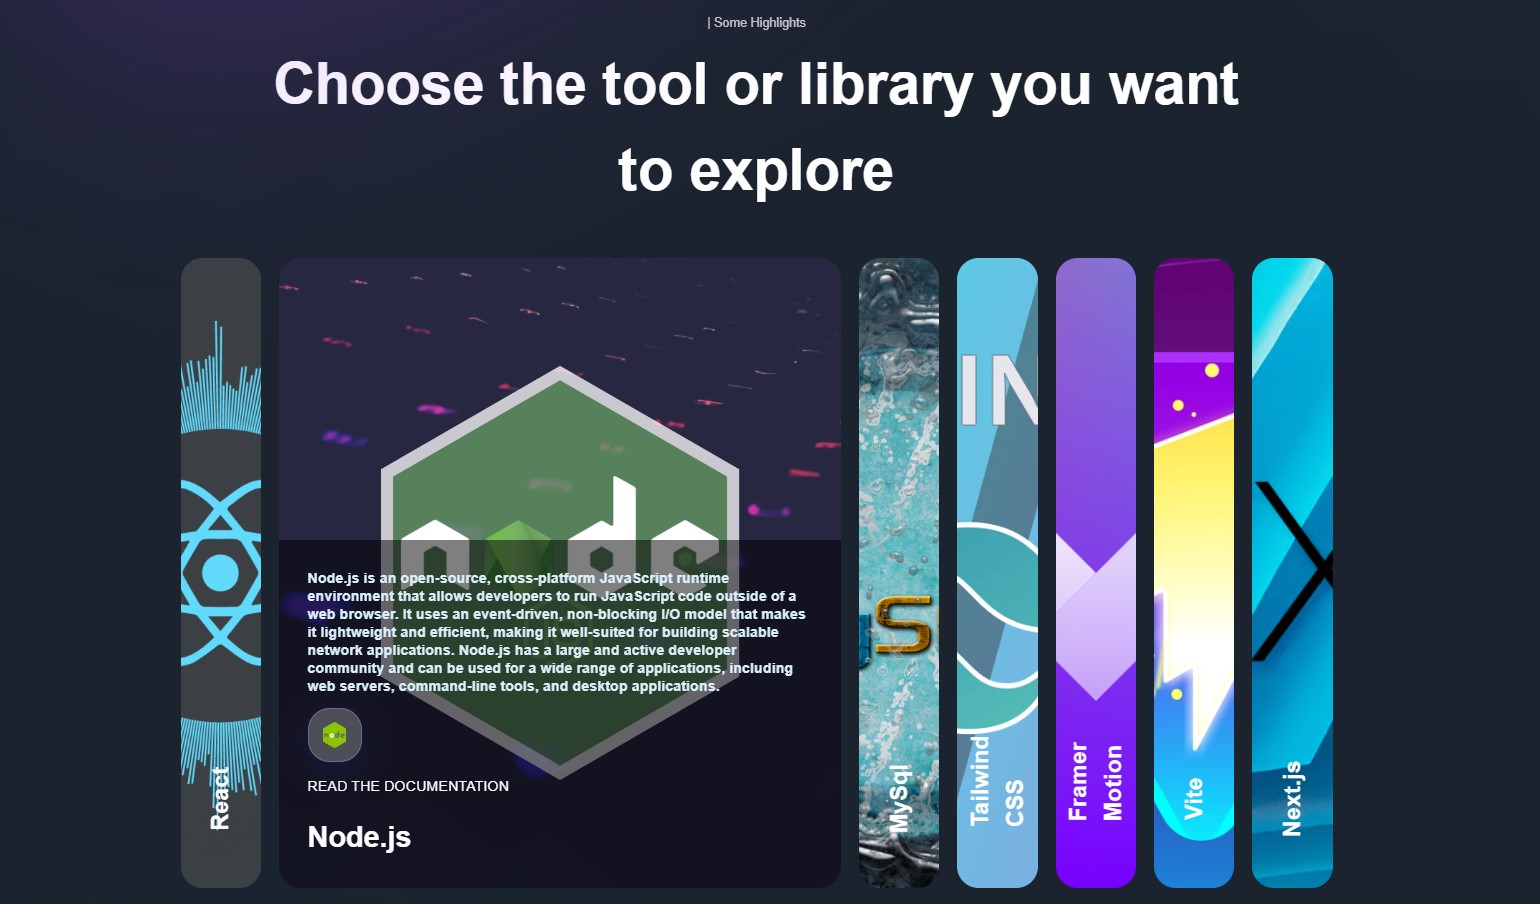 | Some Highlights
Choose the tool or library you want
to explore
React
node
Node.js is an open-source, cross-platform JavaScript runtime
environment that allows developers to run JavaScript code outside of a
web browser. It uses an event-driven, non-blocking I/O model that makes
it lightweight and efficient, making it well-suited for building scalable
network applications. Node.js has a large and active developer
community and can be used for a wide range of applications, including
web servers, command-line tools, and desktop applications.
node
READ THE DOCUMENTATION
Node.js
MySql
IN
Tailwind
CSS
Framer
Motion
Vite
X
Next.js